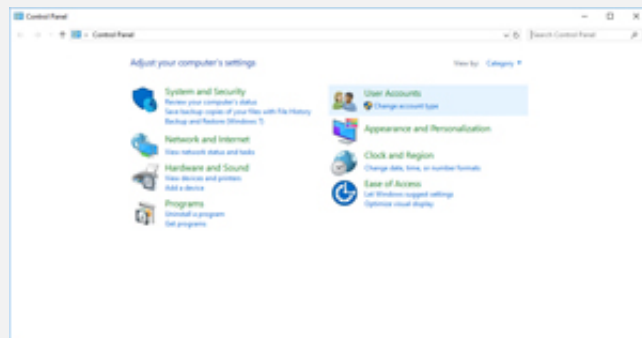 Control Panel
Control Panel
Search Control Panel
Adjust your computer's settings
View by: Category
System and Security
Review your computer's status
Save backup copies of your files with File History
Backup and Restore (Windows 7)
Network and Internet
View network status and tasks
Hardware and Sound
View devices and printers
Add a device
Programs
Uninstall a program
Get programs
User Accounts
Change account type
Appearance and Personalization
Clock and Region
Change date, time, or number formats
Ease of Access
Let Windows suggest settings
Optimize visual display